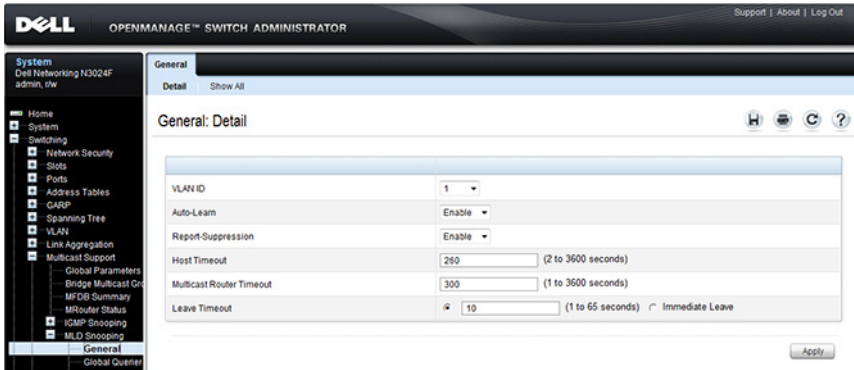 Support | About | Log Out
DELL OPENMANAGE™ SWITCH ADMINISTRATOR
System
Dell Networking N3024F
admin, r/w
Home
System
Switching
Network Security
Slots
Ports
Address Tables
GARP
Spanning Tree
VLAN
Link Aggregation
Multicast Support
Global Parameters
Bridge Multicast Gro
MFDB Summary
MRouter Status
IGMP Snooping
MLD Snooping
General
Global Querier
General
Detail Show All
General: Detail
VLAN ID 1
Auto-Learn Enable
Report-Suppression Enable
Host Timeout 260 (2 to 3600 seconds)
Multicast Router Timeout 300 (1 to 3600 seconds)
Leave Timeout 10 (1 to 65 seconds) Immediate Leave
Apply